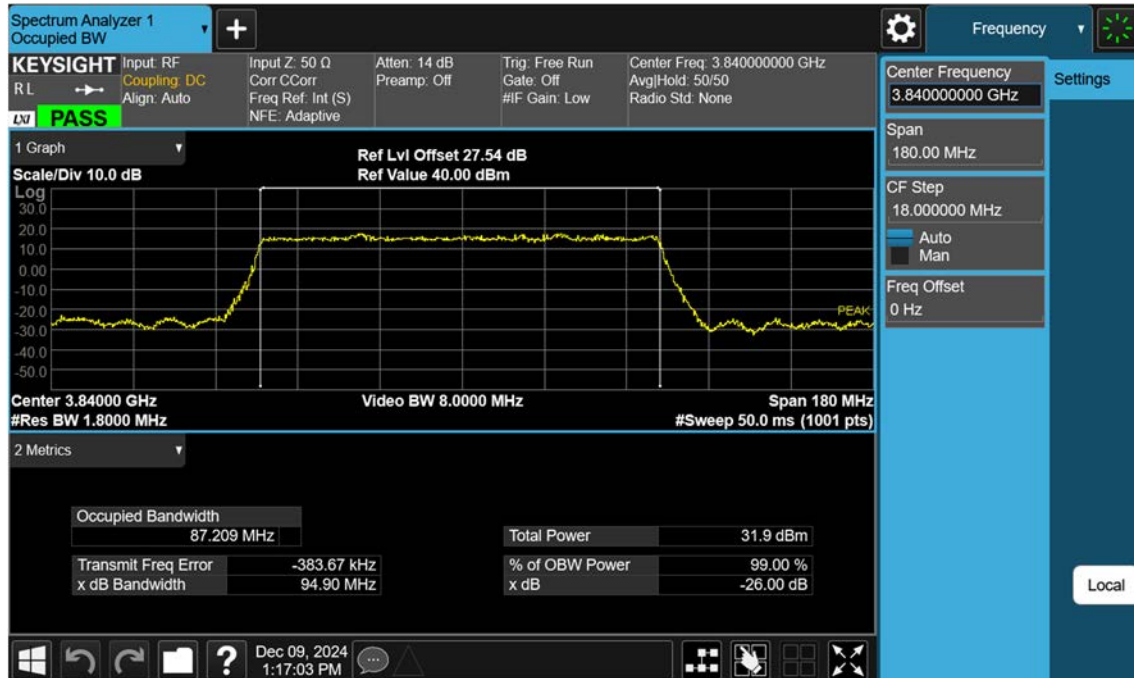 Spectrum Analyzer 1
Occupied BW
+
Frequency
KEYSIGHT
RL
LXI PASS
Input: RF
Coupling: DC
Align: Auto
Input Z: 50 Ω
Corr CCorr
Freq Ref: Int (S)
NFE: Adaptive
Atten: 14 dB
Preamp: Off
Trig: Free Run
Gate: Off
#IF Gain: Low
Center Freq: 3.840000000 GHz
Avg|Hold: 50/50
Radio Std: None
Center Frequency
3.840000000 GHz
Settings
Span
180.00 MHz
CF Step
18.000000 MHz
Auto
Man
Freq Offset
0 Hz
Local
1 Graph
Scale/Div 10.0 dB
Ref Lvl Offset 27.54 dB
Ref Value 40.00 dBm
Log
30.0
20.0
10.0
0.00
-10.0
-20.0
-30.0
-40.0
-50.0
PEAK
Center 3.84000 GHz
#Res BW 1.8000 MHz
Video BW 8.0000 MHz
Span 180 MHz
#Sweep 50.0 ms (1001 pts)
2 Metrics
Occupied Bandwidth
87.209 MHz
Total Power 31.9 dBm
Transmit Freq Error -383.67 kHz
% of OBW Power 99.00 %
x dB Bandwidth 94.90 MHz
x dB -26.00 dB
?
Dec 09, 2024
1:17:03 PM